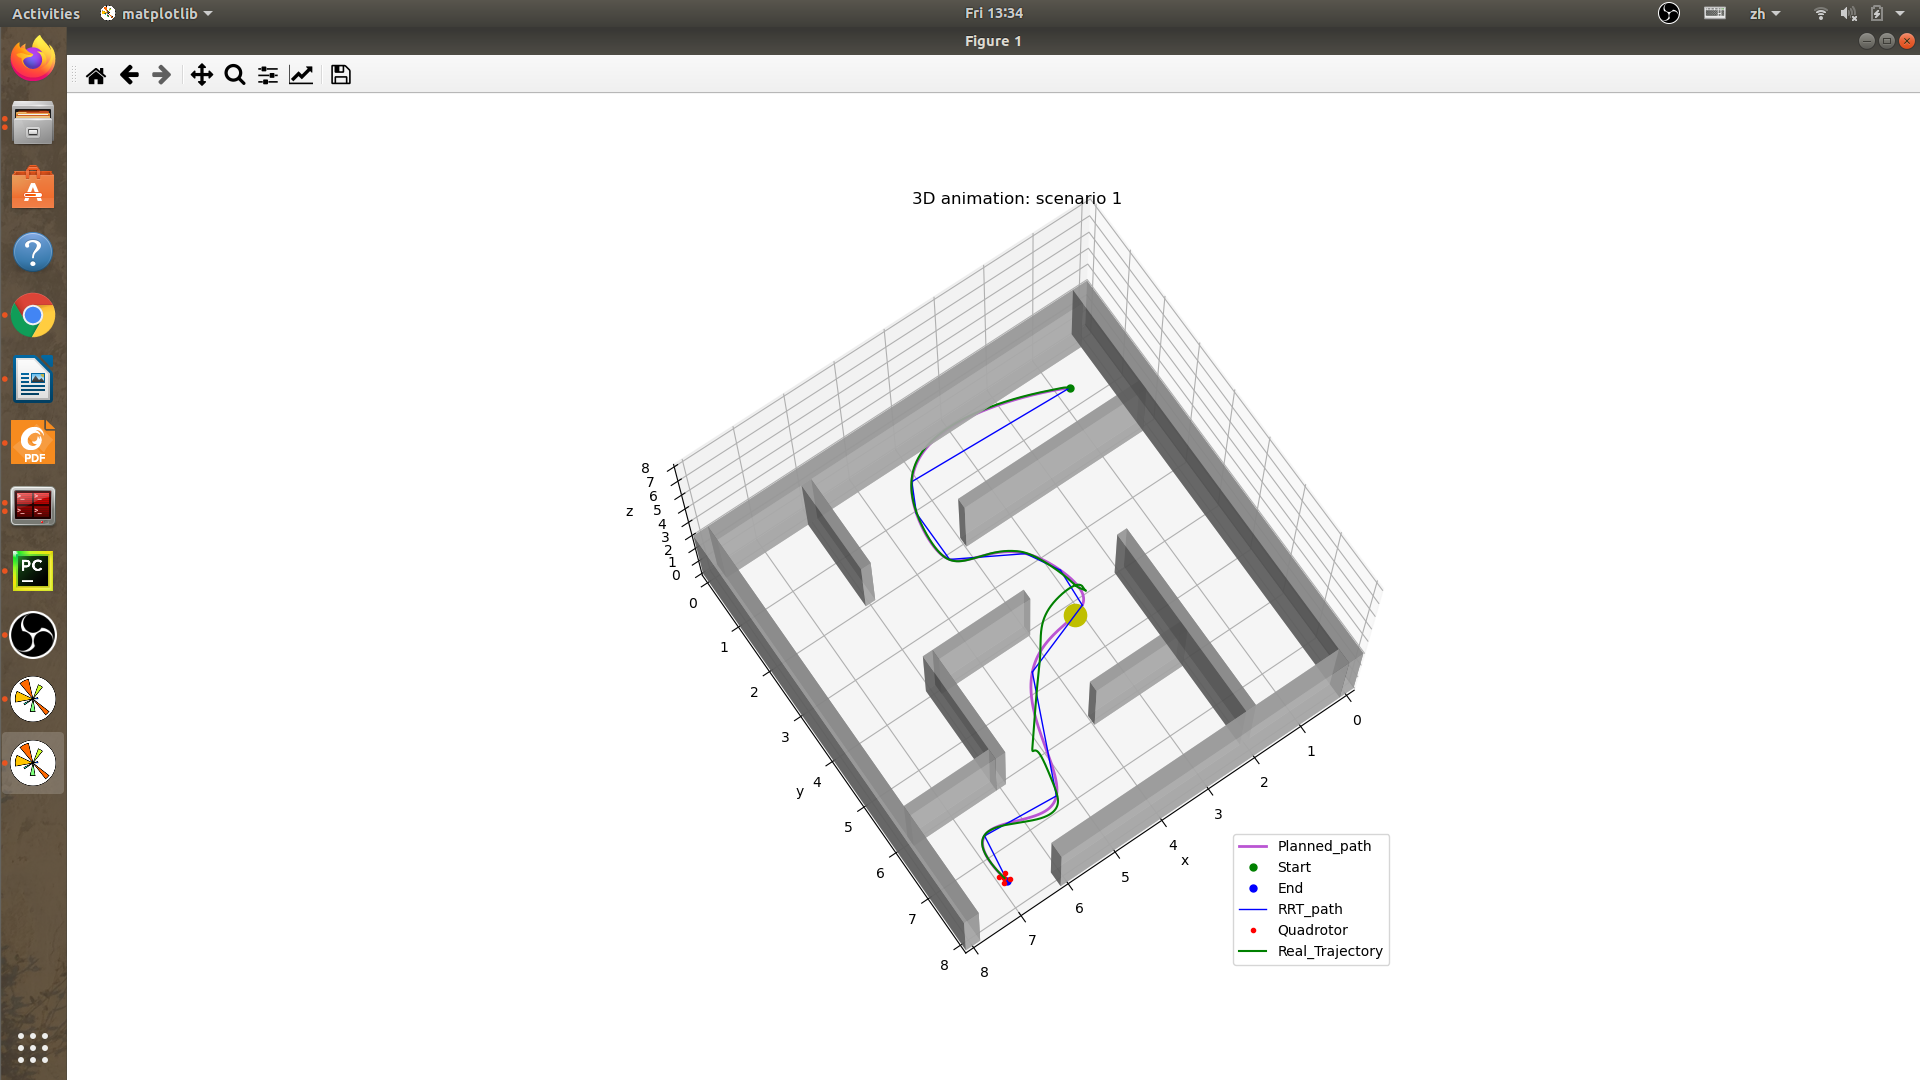 Activities
matplotlib
Fri 13:34
zh
Figure 1
3D animation: scenario 1
8
7
6
5
4
3
2
1
0
z
0
1
2
3
4
5
6
7
8
y
0
1
2
3
4
5
6
7
8
x
Planned_path
Start
End
RRT_path
Quadrotor
Real_Trajectory
PDF
PC